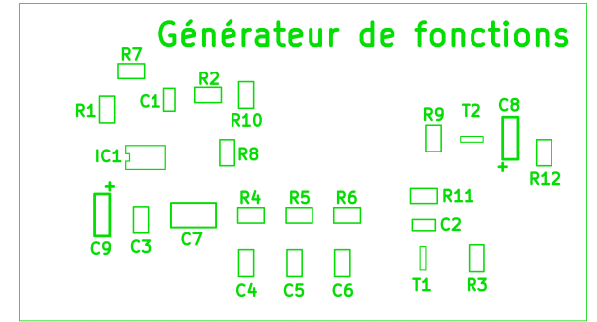 Générateur de fonctions
R7
R2
C1
R1
R10
C8
T2
R9
IC1
R8
R12
+
+
R4 R5 R6
R11
C2
C9
C3
C7
C4 C5 C6
T1
R3